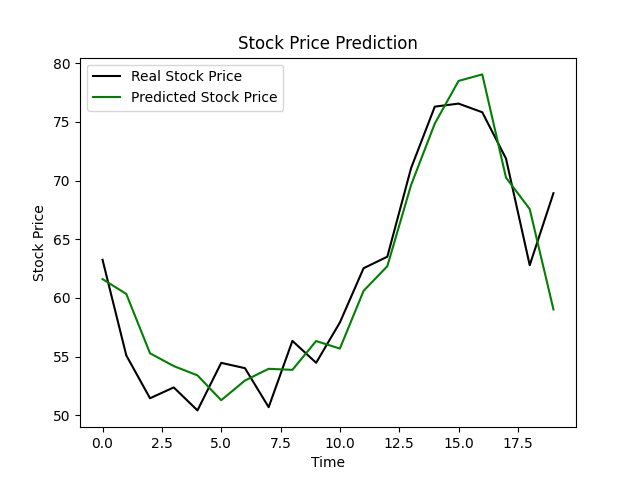 Stock Price Prediction
Real Stock Price
Predicted Stock Price
Stock Price
80
75
70
65
60
55
50
0.0 2.5 5.0 7.5 10.0 12.5 15.0 17.5
Time